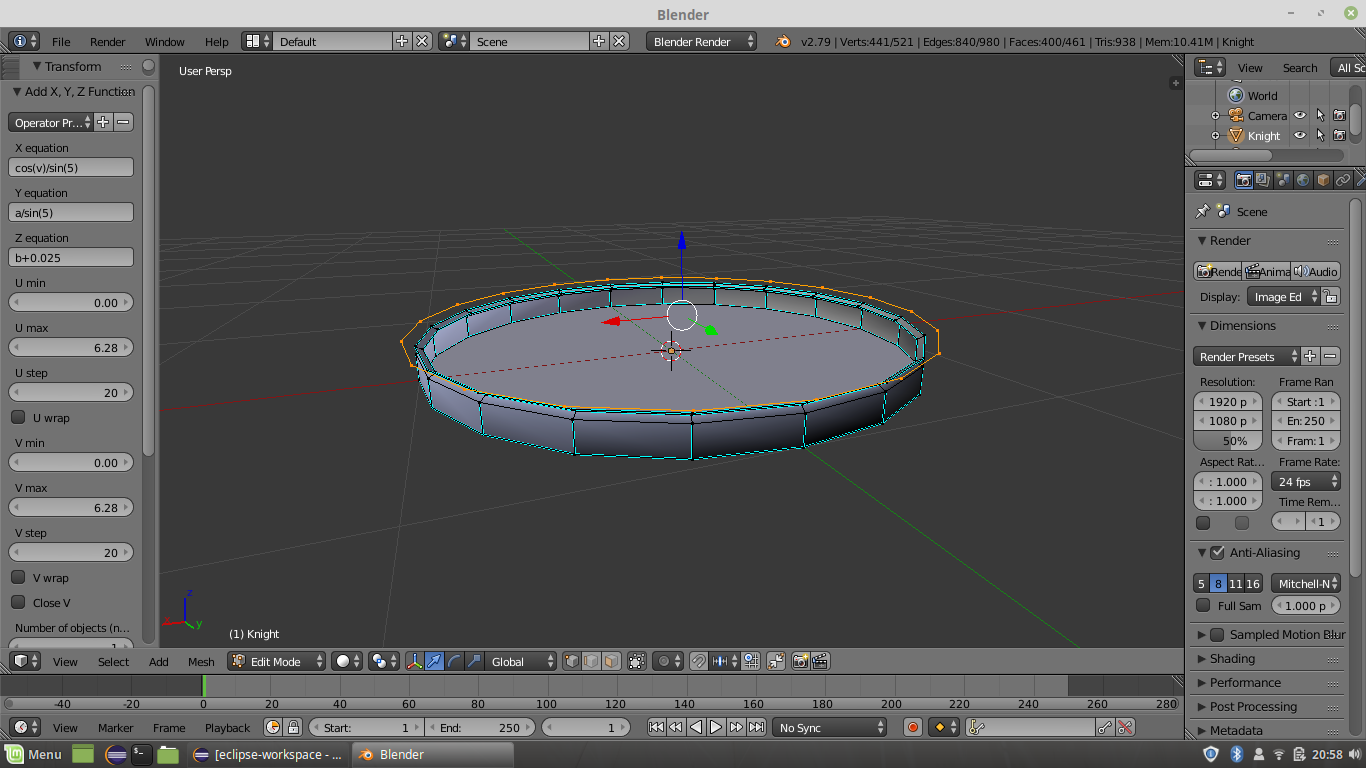 Blender
File Render Window Help Default Scene Blender Render v2.79 | Verts:441/521 | Edges:840/980 | Faces:400/461 | Tris:938 | Mem:10.41M | Knight
Transform
Add X, Y, Z Function
Operator Pr...
X equation
cos(v)/sin(5)
Y equation
a/sin(5)
Z equation
b+0.025
U min
0.00
U max
6.28
U step
20
U wrap
V min
0.00
V max
6.28
V step
20
V wrap
Close V
Number of objects (n...
1
User Persp
x
y
z
(1) Knight
View Select Add Mesh Edit Mode Global
-40 -20 0 20 40 60 80 100 120 140 160 180 200 220 240 260 280
View Marker Frame Playback Start: 1 End: 250 1 No Sync
View Search All Sc
World
Camera
Knight
Scene
Render
Rende Anima Audio
Display: Image Ed
Dimensions
Render Presets
Resolution: Frame Ran
1920 p Start :1
1080 p En: 250
50% Fram: 1
Aspect Rat... Frame Rate:
: 1.000 24 fps
: 1.000 Time Rem...
1
Anti-Aliasing
5 8 11 16 Mitchell-N
Full Sam 1.000 p
Sampled Motion Blur
Shading
Performance
Post Processing
Metadata
Menu [eclipse-workspace - ... Blender 20:58